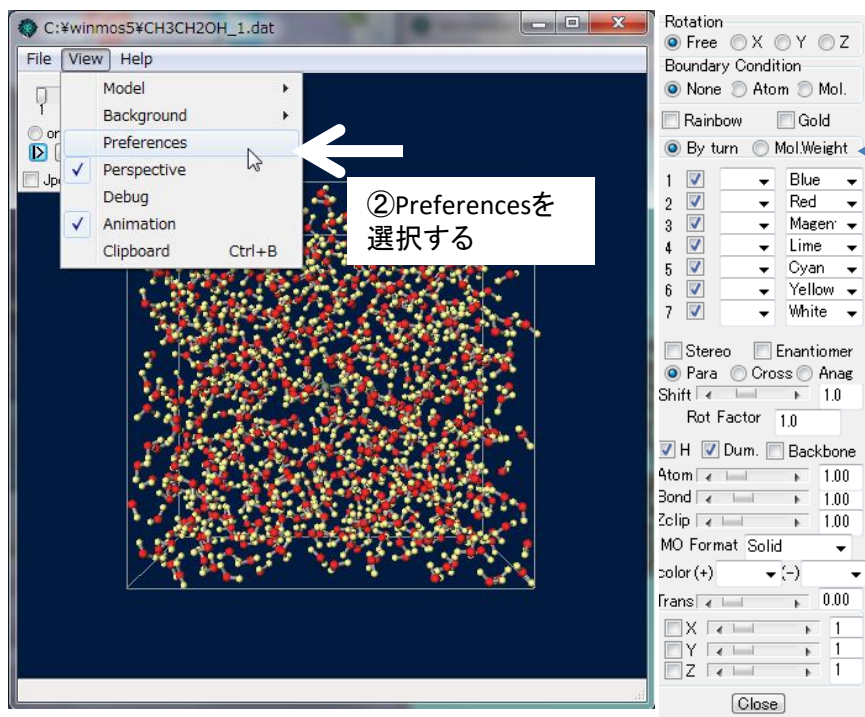 C:¥winmos5¥CH3CH2OH_1.dat
File View Help
Model
Background
Preferences
Perspective
Debug
Animation
Clipboard Ctrl+B
1
②Preferencesを
選択する
Rotation
Free X Y Z
Boundary Condition
None Atom Mol.
Rainbow Gold
By turn Mol.Weight
1 Blue
2 Red
3 Magen
4 Lime
5 Cyan
6 Yellow
7 White
Stereo Enantiomer
Para Cross Anag
Shift 1.0
Rot Factor 1.0
H Dum. Backbone
Atom 1.00
Bond 1.00
Zclip 1.00
MO Format Solid
color (+) (-)
Trans 0.00
X 1
Y 1
Z 1
Close